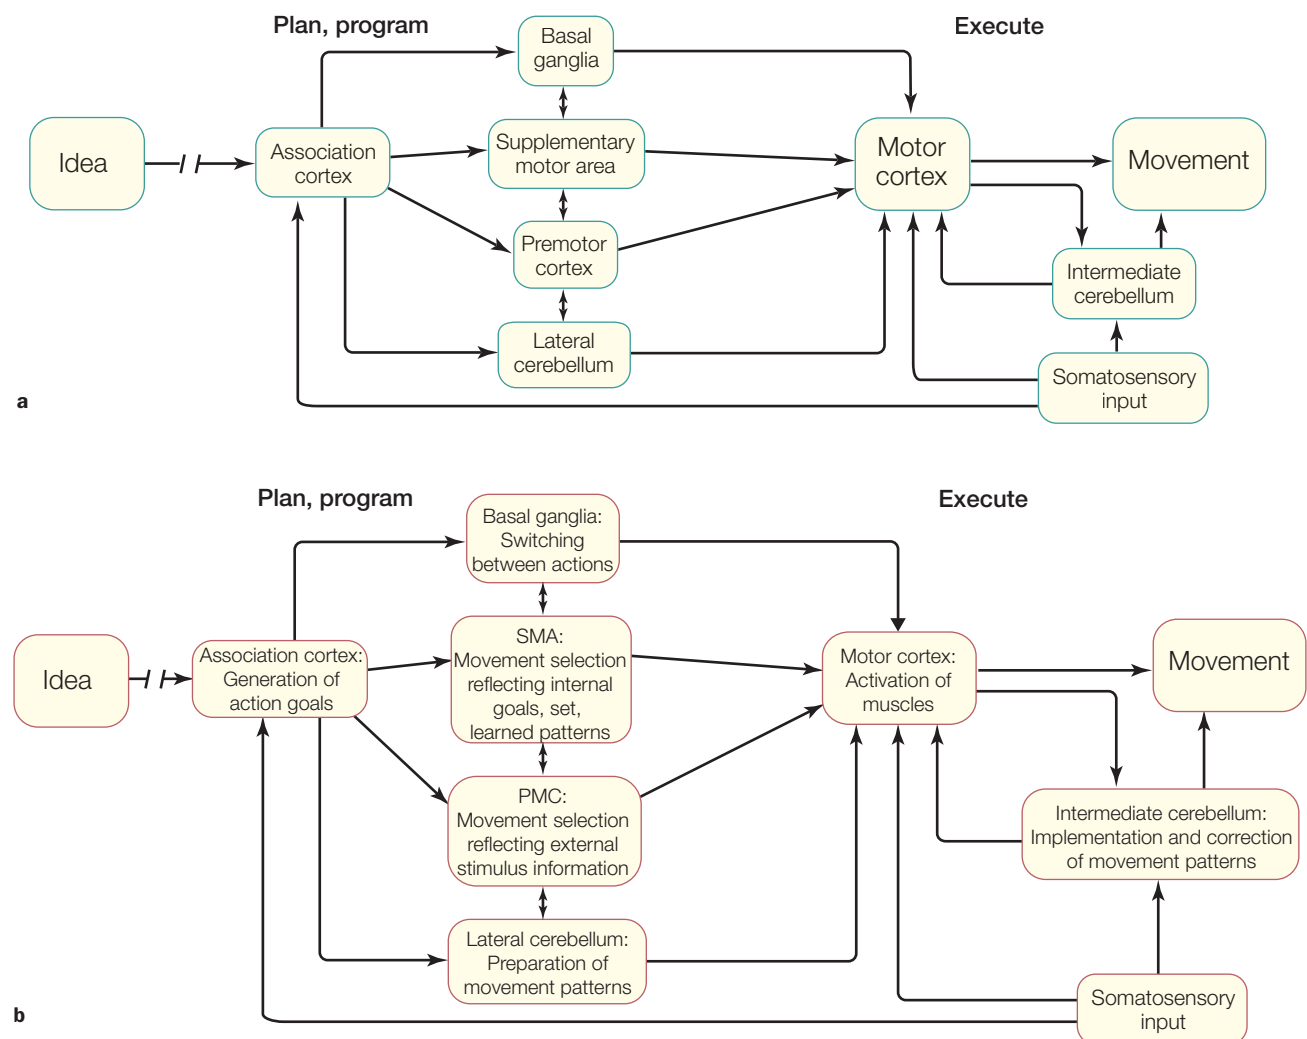 Plan, program
Execute
Basal
ganglia
Idea
Association
cortex
Supplementary
motor area
Motor
cortex
Movement
Premotor
cortex
Intermediate
cerebellum
Lateral
cerebellum
Somatosensory
input
a
Plan, program
Execute
Basal ganglia:
Switching
between actions
Idea
Association cortex:
Generation of
action goals
SMA:
Movement selection
reflecting internal
goals, set,
learned patterns
Motor cortex:
Activation of
muscles
Movement
PMC:
Movement selection
reflecting external
stimulus information
Intermediate cerebellum:
Implementation and correction
of movement patterns
Lateral cerebellum:
Preparation of
movement patterns
Somatosensory
input
b